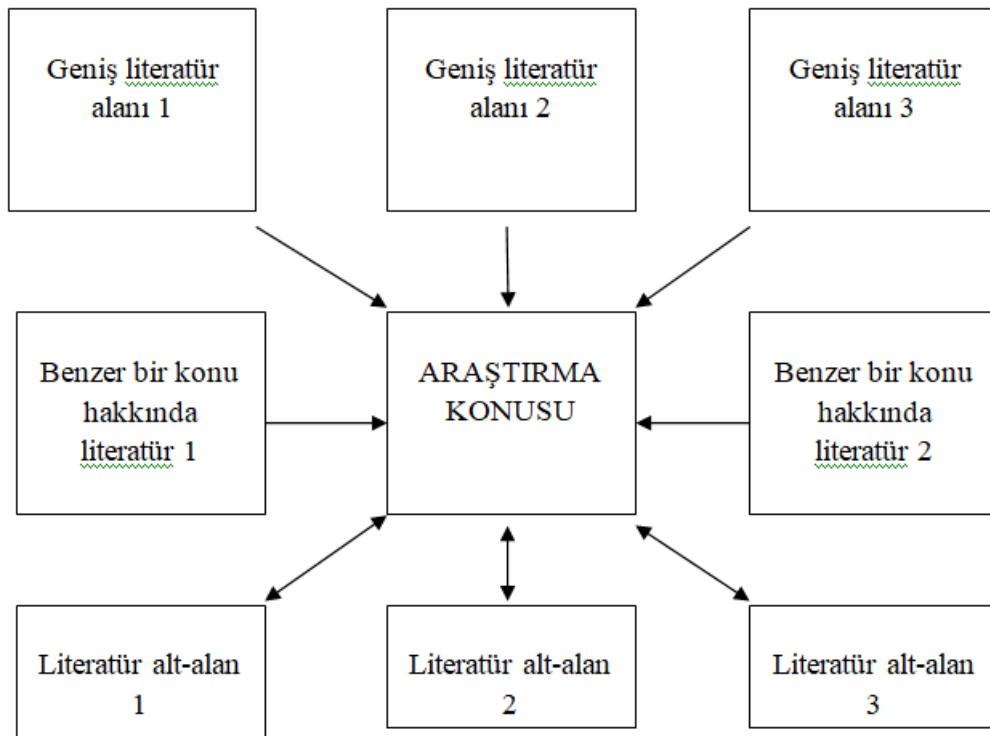 Geniş literatür
alanı 1
Geniş literatür
alanı 2
Geniş literatür
alanı 3
Benzer bir konu
hakkında
literatür 1
ARAŞTIRMA
KONUSU
Benzer bir konu
hakkında
literatür 2
Literatür alt-alan
1
Literatür alt-alan
2
Literatür alt-alan
3